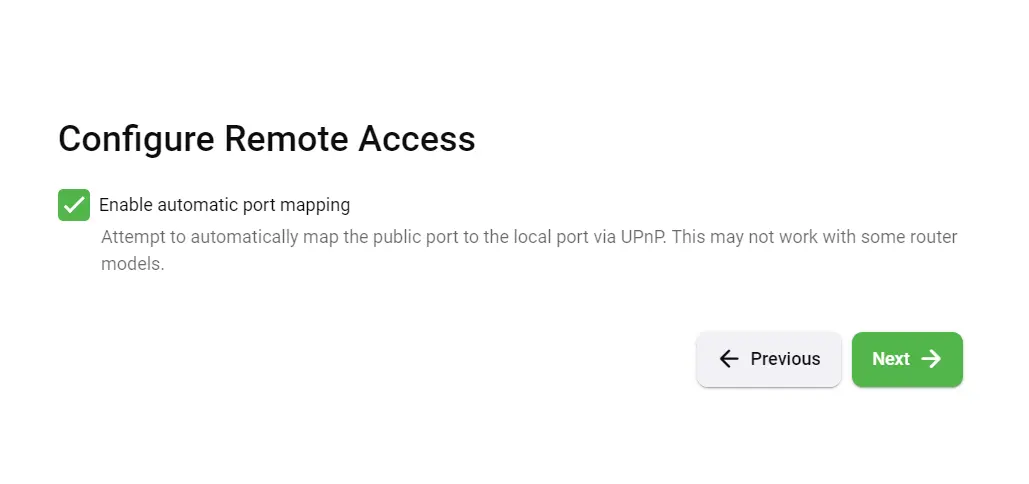 Configure Remote Access
Enable automatic port mapping
Attempt to automatically map the public port to the local port via UPnP. This may not work with some router
models.
Previous
Next